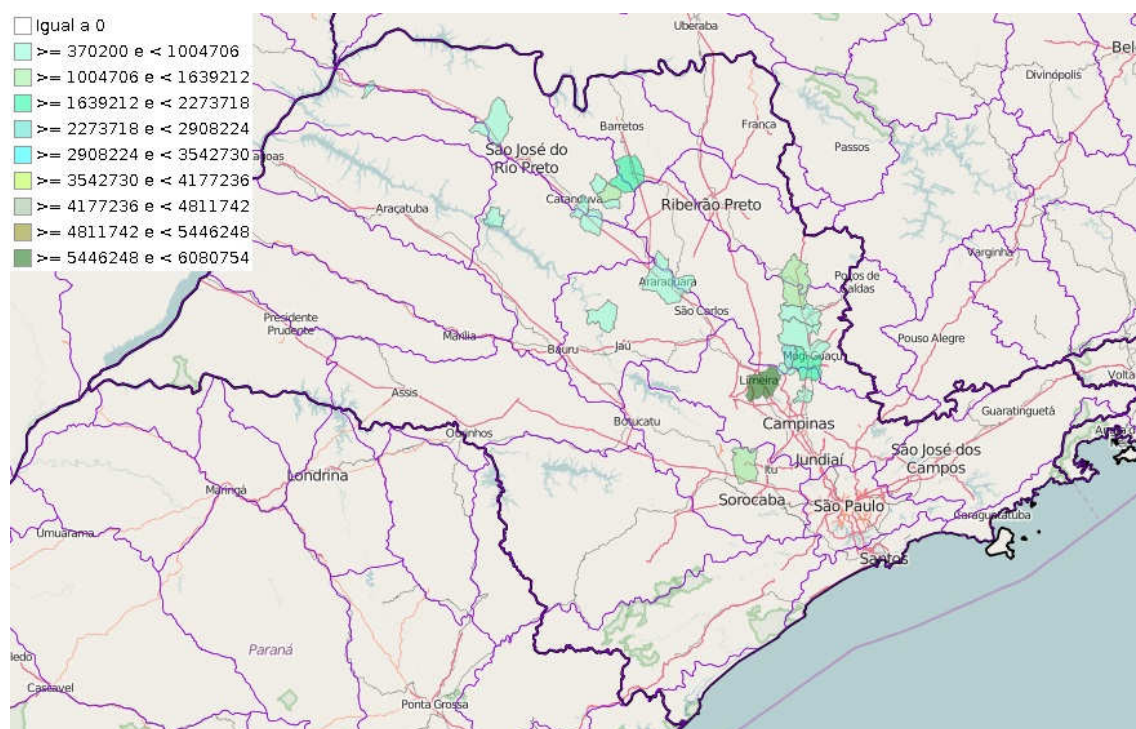 Igual a 0
>= 370200 e < 1004706
>= 1004706 e < 1639212
>= 1639212 e < 2273718
>= 2273718 e < 2908224
>= 2908224 e < 3542730
>= 3542730 e < 4177236
>= 4177236 e < 4811742
>= 4811742 e < 5446248
>= 5446248 e < 6080754
Uberaba
Divinópolis
Barretos
Franca
Passos
São José do
Rio Preto
Catanduva
Ribeirão Preto
Araçatuba
Varginha
Poços de
Caldas
Araraquara
São Carlos
Presidente
Prudente
Marília
Bauru
Jaú
Pouso Alegre
Mogi Guaçu
Limeira
Assis
Guaratinguetá
Botucatu
Campinas
Ourinhos
São José dos
Campos
Jundiaí
Itu
Londrina
Maringá
Sorocaba
São Paulo
Caraguatatuba
Umuarama
Santos
Paraná
Cascavel
Ponta Grossa